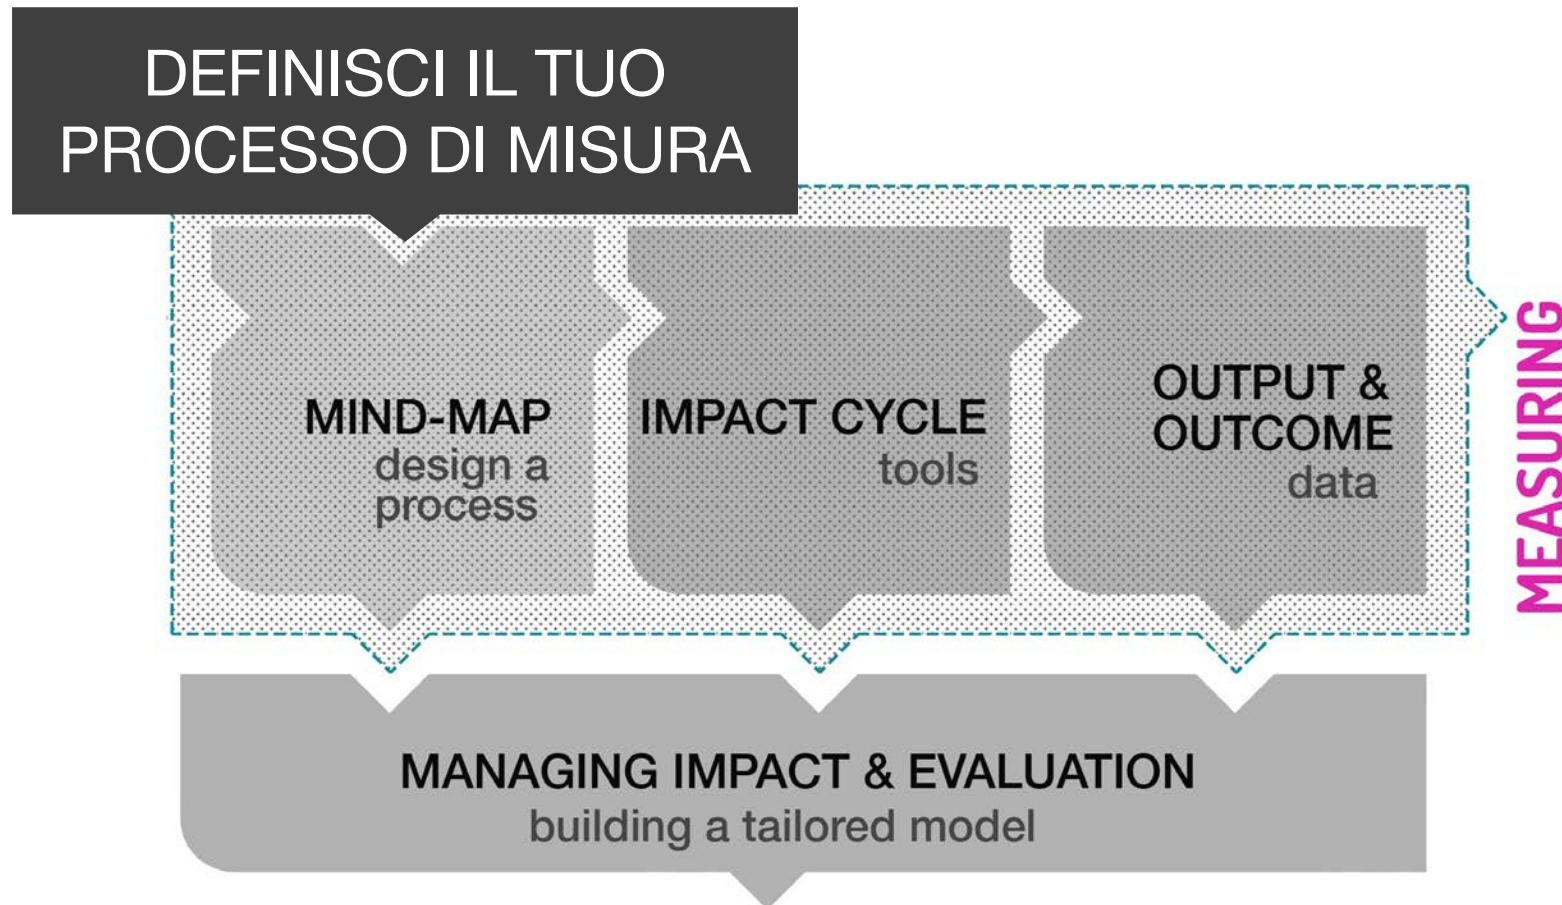 DEFINISCI IL TUO
PROCESSO DI MISURA
MIND-MAP
design a
process
IMPACT CYCLE
tools
OUTPUT &
OUTCOME
data
MEASURING
MANAGING IMPACT & EVALUATION
building a tailored model